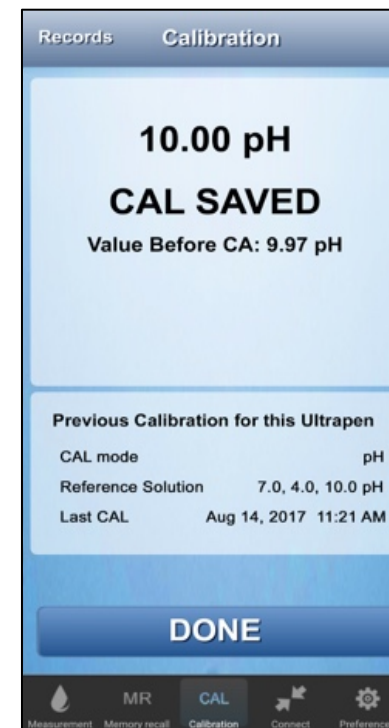 Records Calibration
10.00 pH
CAL SAVED
Value Before CA: 9.97 pH
Previous Calibration for this Ultrapen
CAL mode pH
Reference Solution 7.0, 4.0, 10.0 pH
Last CAL Aug 14, 2017 11:21 AM
DONE
MR CAL
Measurement Memory recall Calibration Connect Preference